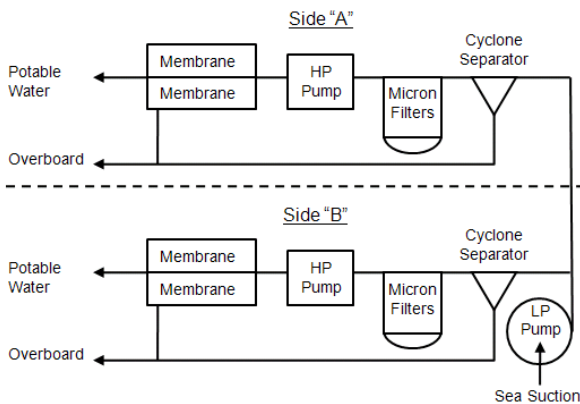 Side "A"
Cyclone
Separator
Potable
Water
Membrane
Membrane
HP
Pump
Micron
Filters
Overboard
Side "B"
Cyclone
Separator
Potable
Water
Membrane
Membrane
HP
Pump
Micron
Filters
LP
Pump
Overboard
Sea Suction